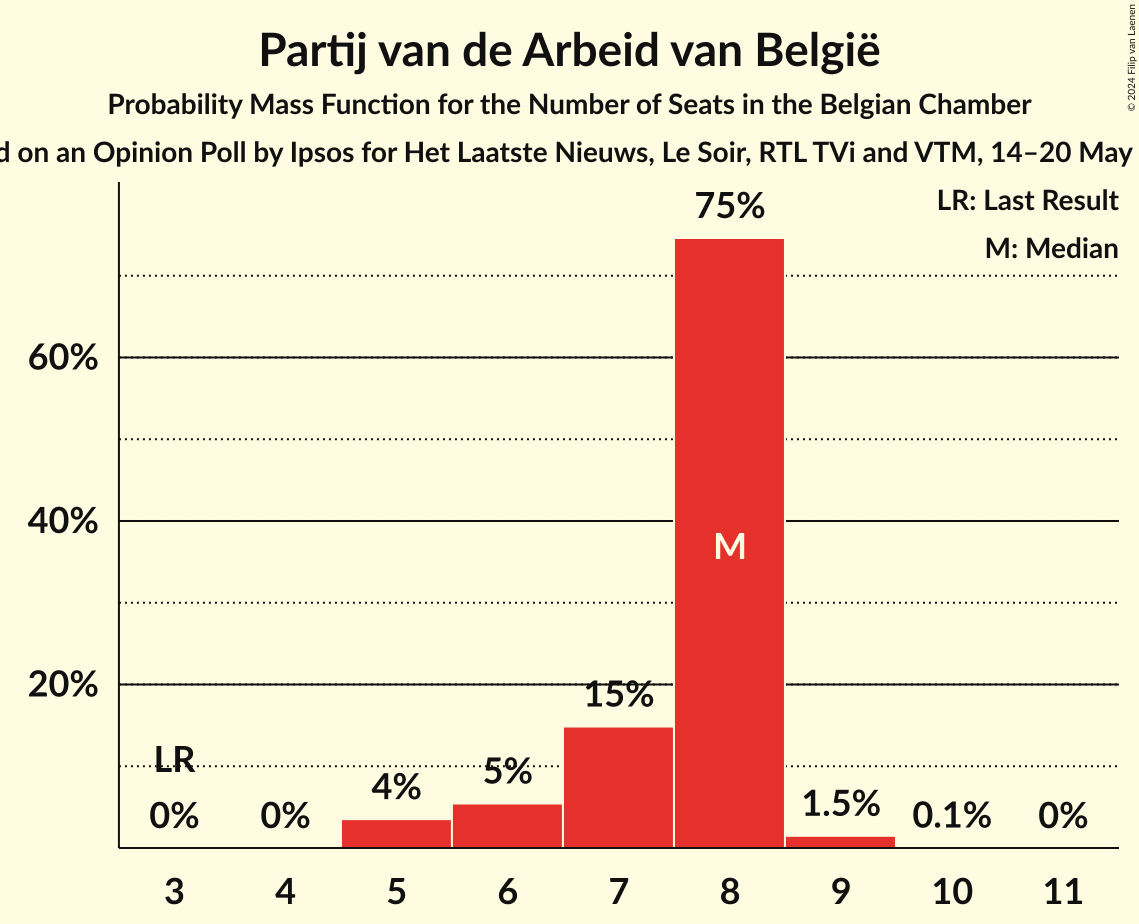 Partij van de Arbeid van België
Probability Mass Function for the Number of Seats in the Belgian Chamber
on an Opinion Poll by Ipsos for Het Laatste Nieuws, Le Soir, RTL TVi and VTM, 14–20 May
© 2024 Filip van Laenen
LR: Last Result
M: Median
75%
60%
40%
M
20%
15%
LR
5%
4%
1.5%
0%
0%
0.1%
0%
3 4 5 6 7 8 9 10 11